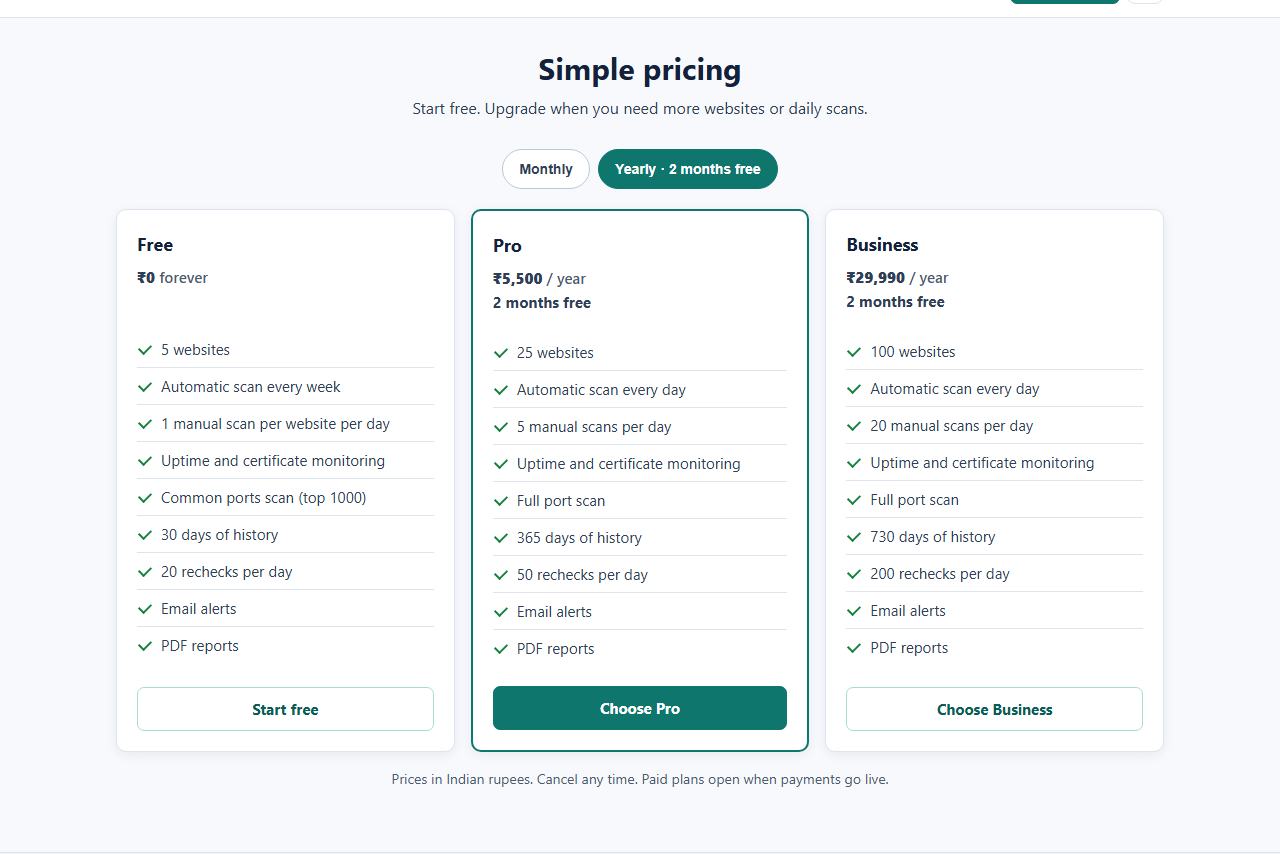 Simple pricing
Start free. Upgrade when you need more websites or daily scans.
Monthly
Yearly · 2 months free
Free
₹0 forever
5 websites
Automatic scan every week
1 manual scan per website per day
Uptime and certificate monitoring
Common ports scan (top 1000)
30 days of history
20 rechecks per day
Email alerts
PDF reports
Start free
Pro
₹5,500 / year
2 months free
25 websites
Automatic scan every day
5 manual scans per day
Uptime and certificate monitoring
Full port scan
365 days of history
50 rechecks per day
Email alerts
PDF reports
Choose Pro
Business
₹29,990 / year
2 months free
100 websites
Automatic scan every day
20 manual scans per day
Uptime and certificate monitoring
Full port scan
730 days of history
200 rechecks per day
Email alerts
PDF reports
Choose Business
Prices in Indian rupees. Cancel any time. Paid plans open when payments go live.